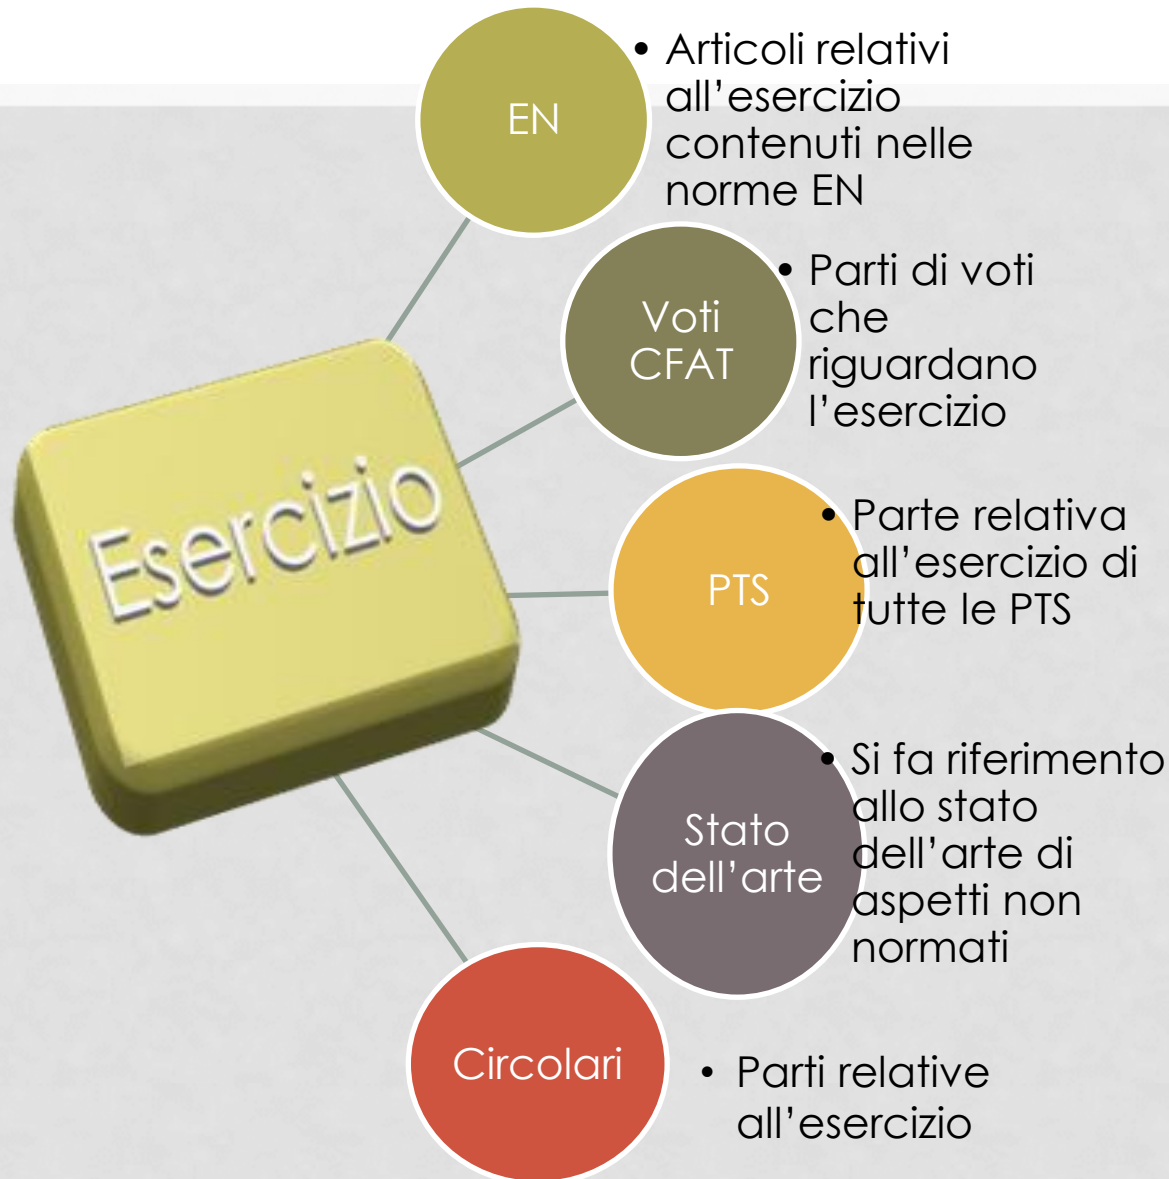 EN
• Articoli relativi
all’esercizio
contenuti nelle
norme EN
Voti
CFAT
• Parti di voti
che
riguardano
l’esercizio
Esercizio
PTS
• Parte relativa
all’esercizio di
tutte le PTS
Stato
dell’arte
• Si fa riferimento
allo stato
dell’arte di
aspetti non
normati
Circolari
• Parti relative
all’esercizio